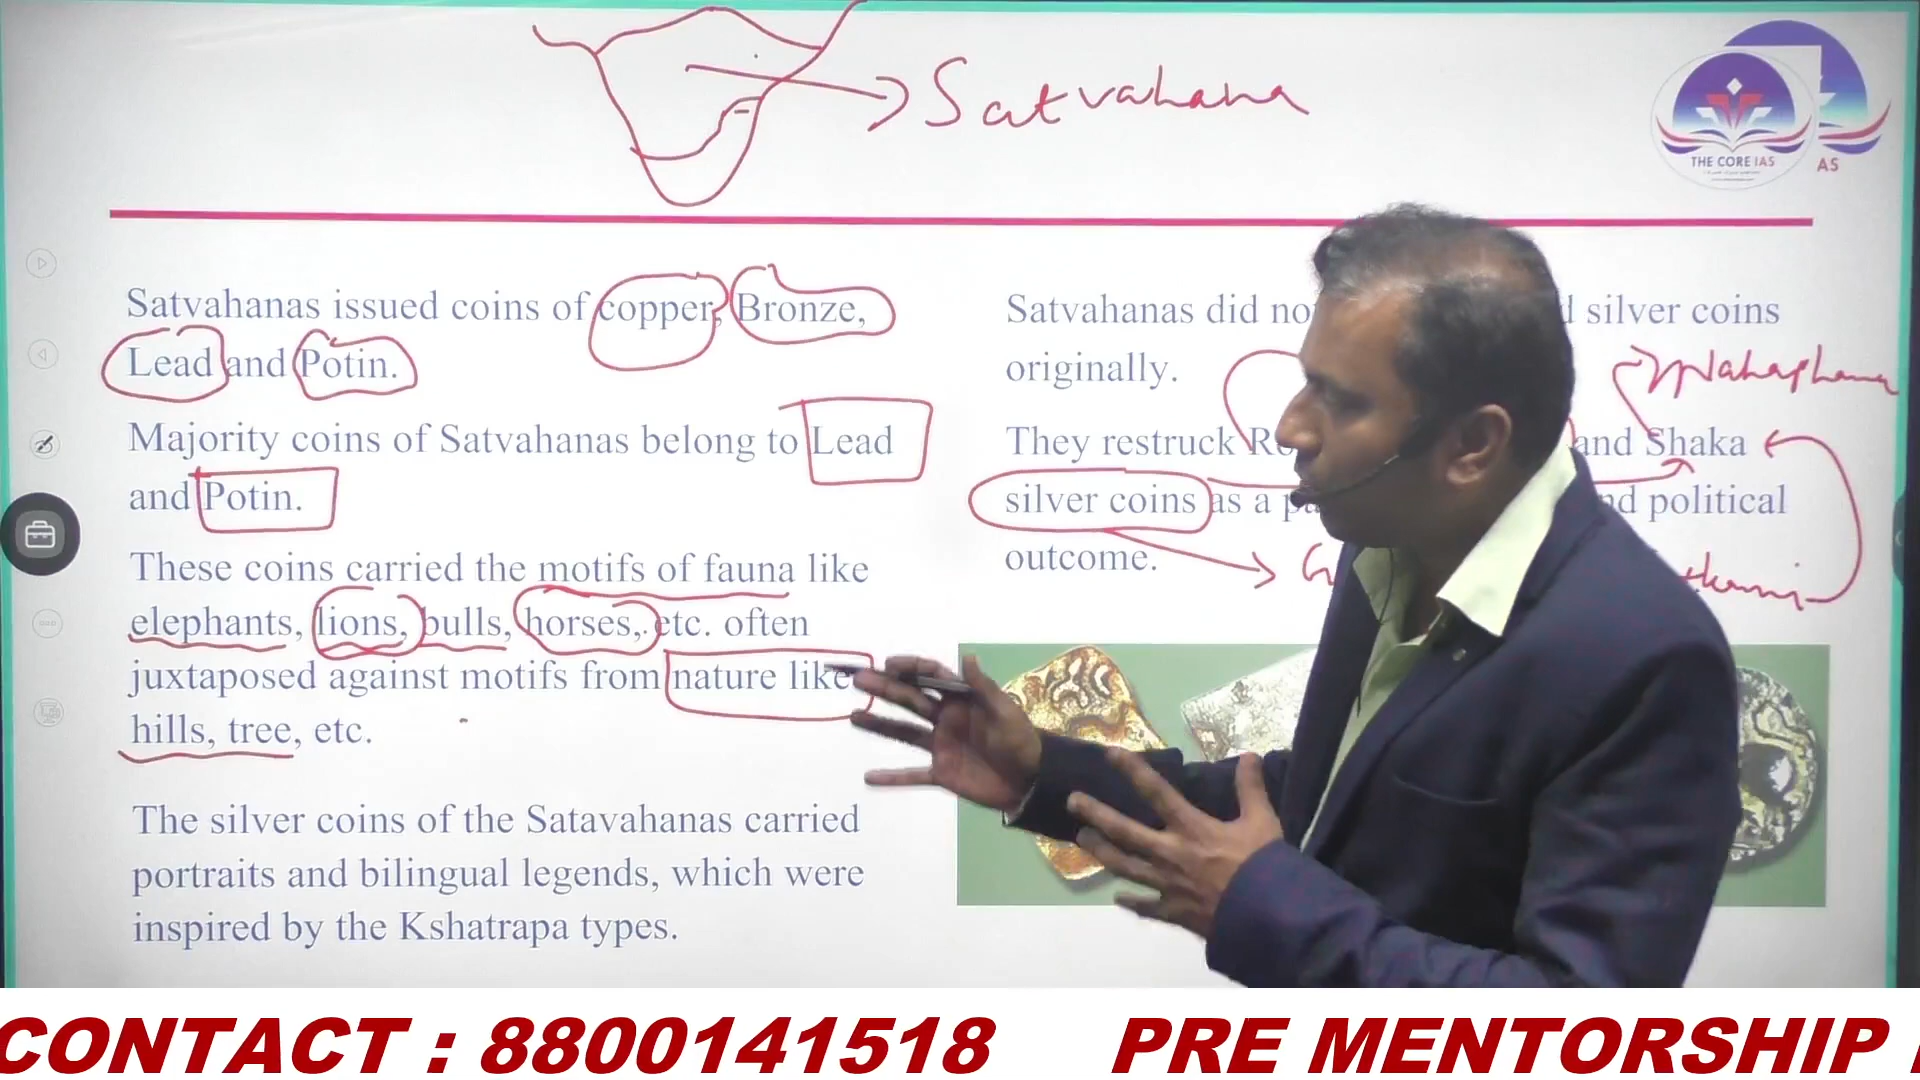 Satvahana
THE CORE IAS
AS
Satvahanas issued coins of copper, Bronze,
Lead and Potin.
Majority coins of Satvahanas belong to Lead
and Potin.
These coins carried the motifs of fauna like
elephants, lions, bulls, horses, etc. often
juxtaposed against motifs from nature like
hills, tree, etc.
The silver coins of the Satavahanas carried
portraits and bilingual legends, which were
inspired by the Kshatrapa types.
Satvahanas did silver coins
originally.
Nahaphana
They restruck and Shaka
silver coins as a political
outcome.
CONTACT : 8800141518 PRE MENTORSHIP